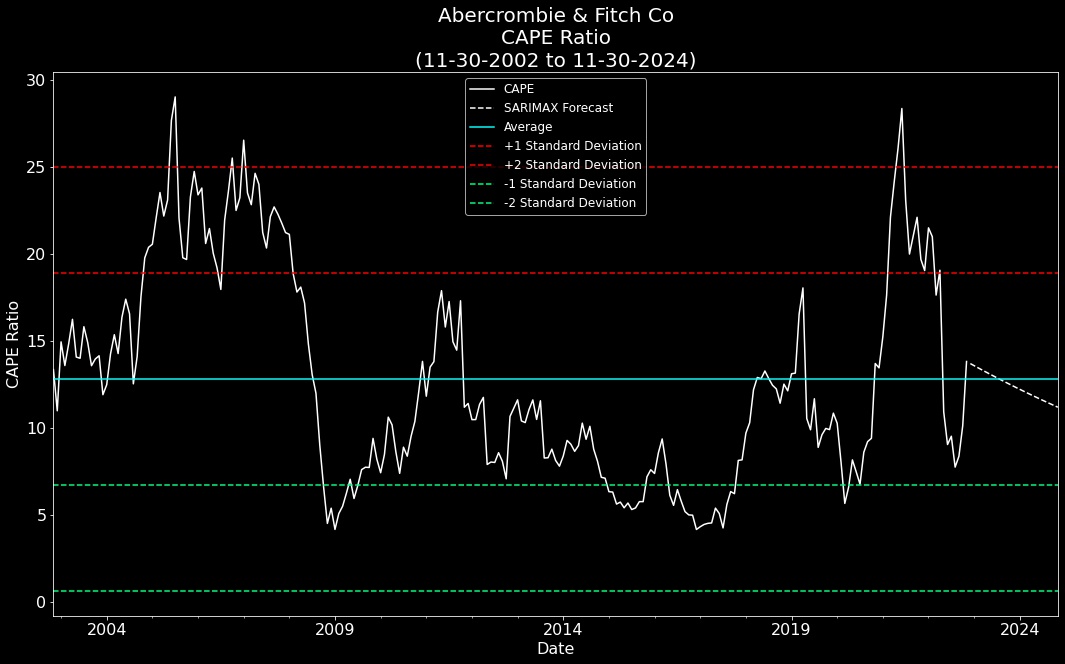 Abercrombie & Fitch Co
CAPE Ratio
(11-30-2002 to 11-30-2024)
CAPE
SARIMAX Forecast
Average
+1 Standard Deviation
+2 Standard Deviation
-1 Standard Deviation
-2 Standard Deviation
30
25
20
15
10
5
0
CAPE Ratio
2004
2009
2014
2019
2024
Date